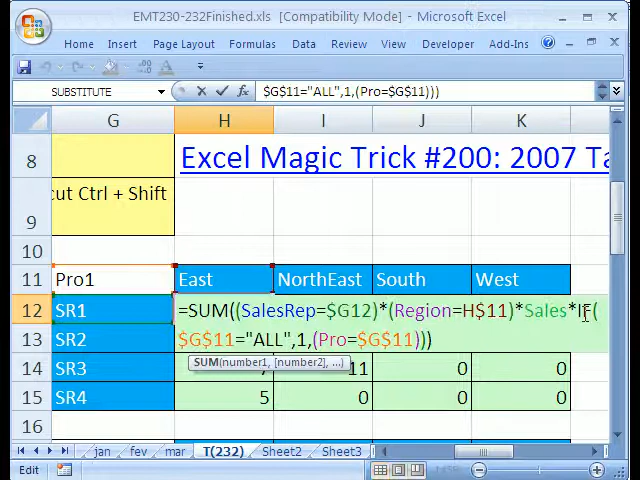 EMT230-232Finished.xls [Compatibility Mode] - Microsoft Excel
Home Insert Page Layout Formulas Data Review View Developer Add-Ins
SUBSTITUTE fx $G$11="ALL",1,(Pro=$G$11)))
G H I J K
8 Excel Magic Trick #200: 2007 Ta
9 cut Ctrl + Shift
10
11 Pro1 East NorthEast South West
12 SR1 =SUM((SalesRep=$G12)*(Region=H$11)*Sales*IF(
13 SR2 $G$11="ALL",1,(Pro=$G$11)))
SUM(number1, [number2], ...)
14 SR3 11 0 0
15 SR4 5 0 0 0
16
jan fev mar T(232) Sheet2 Sheet3
Edit